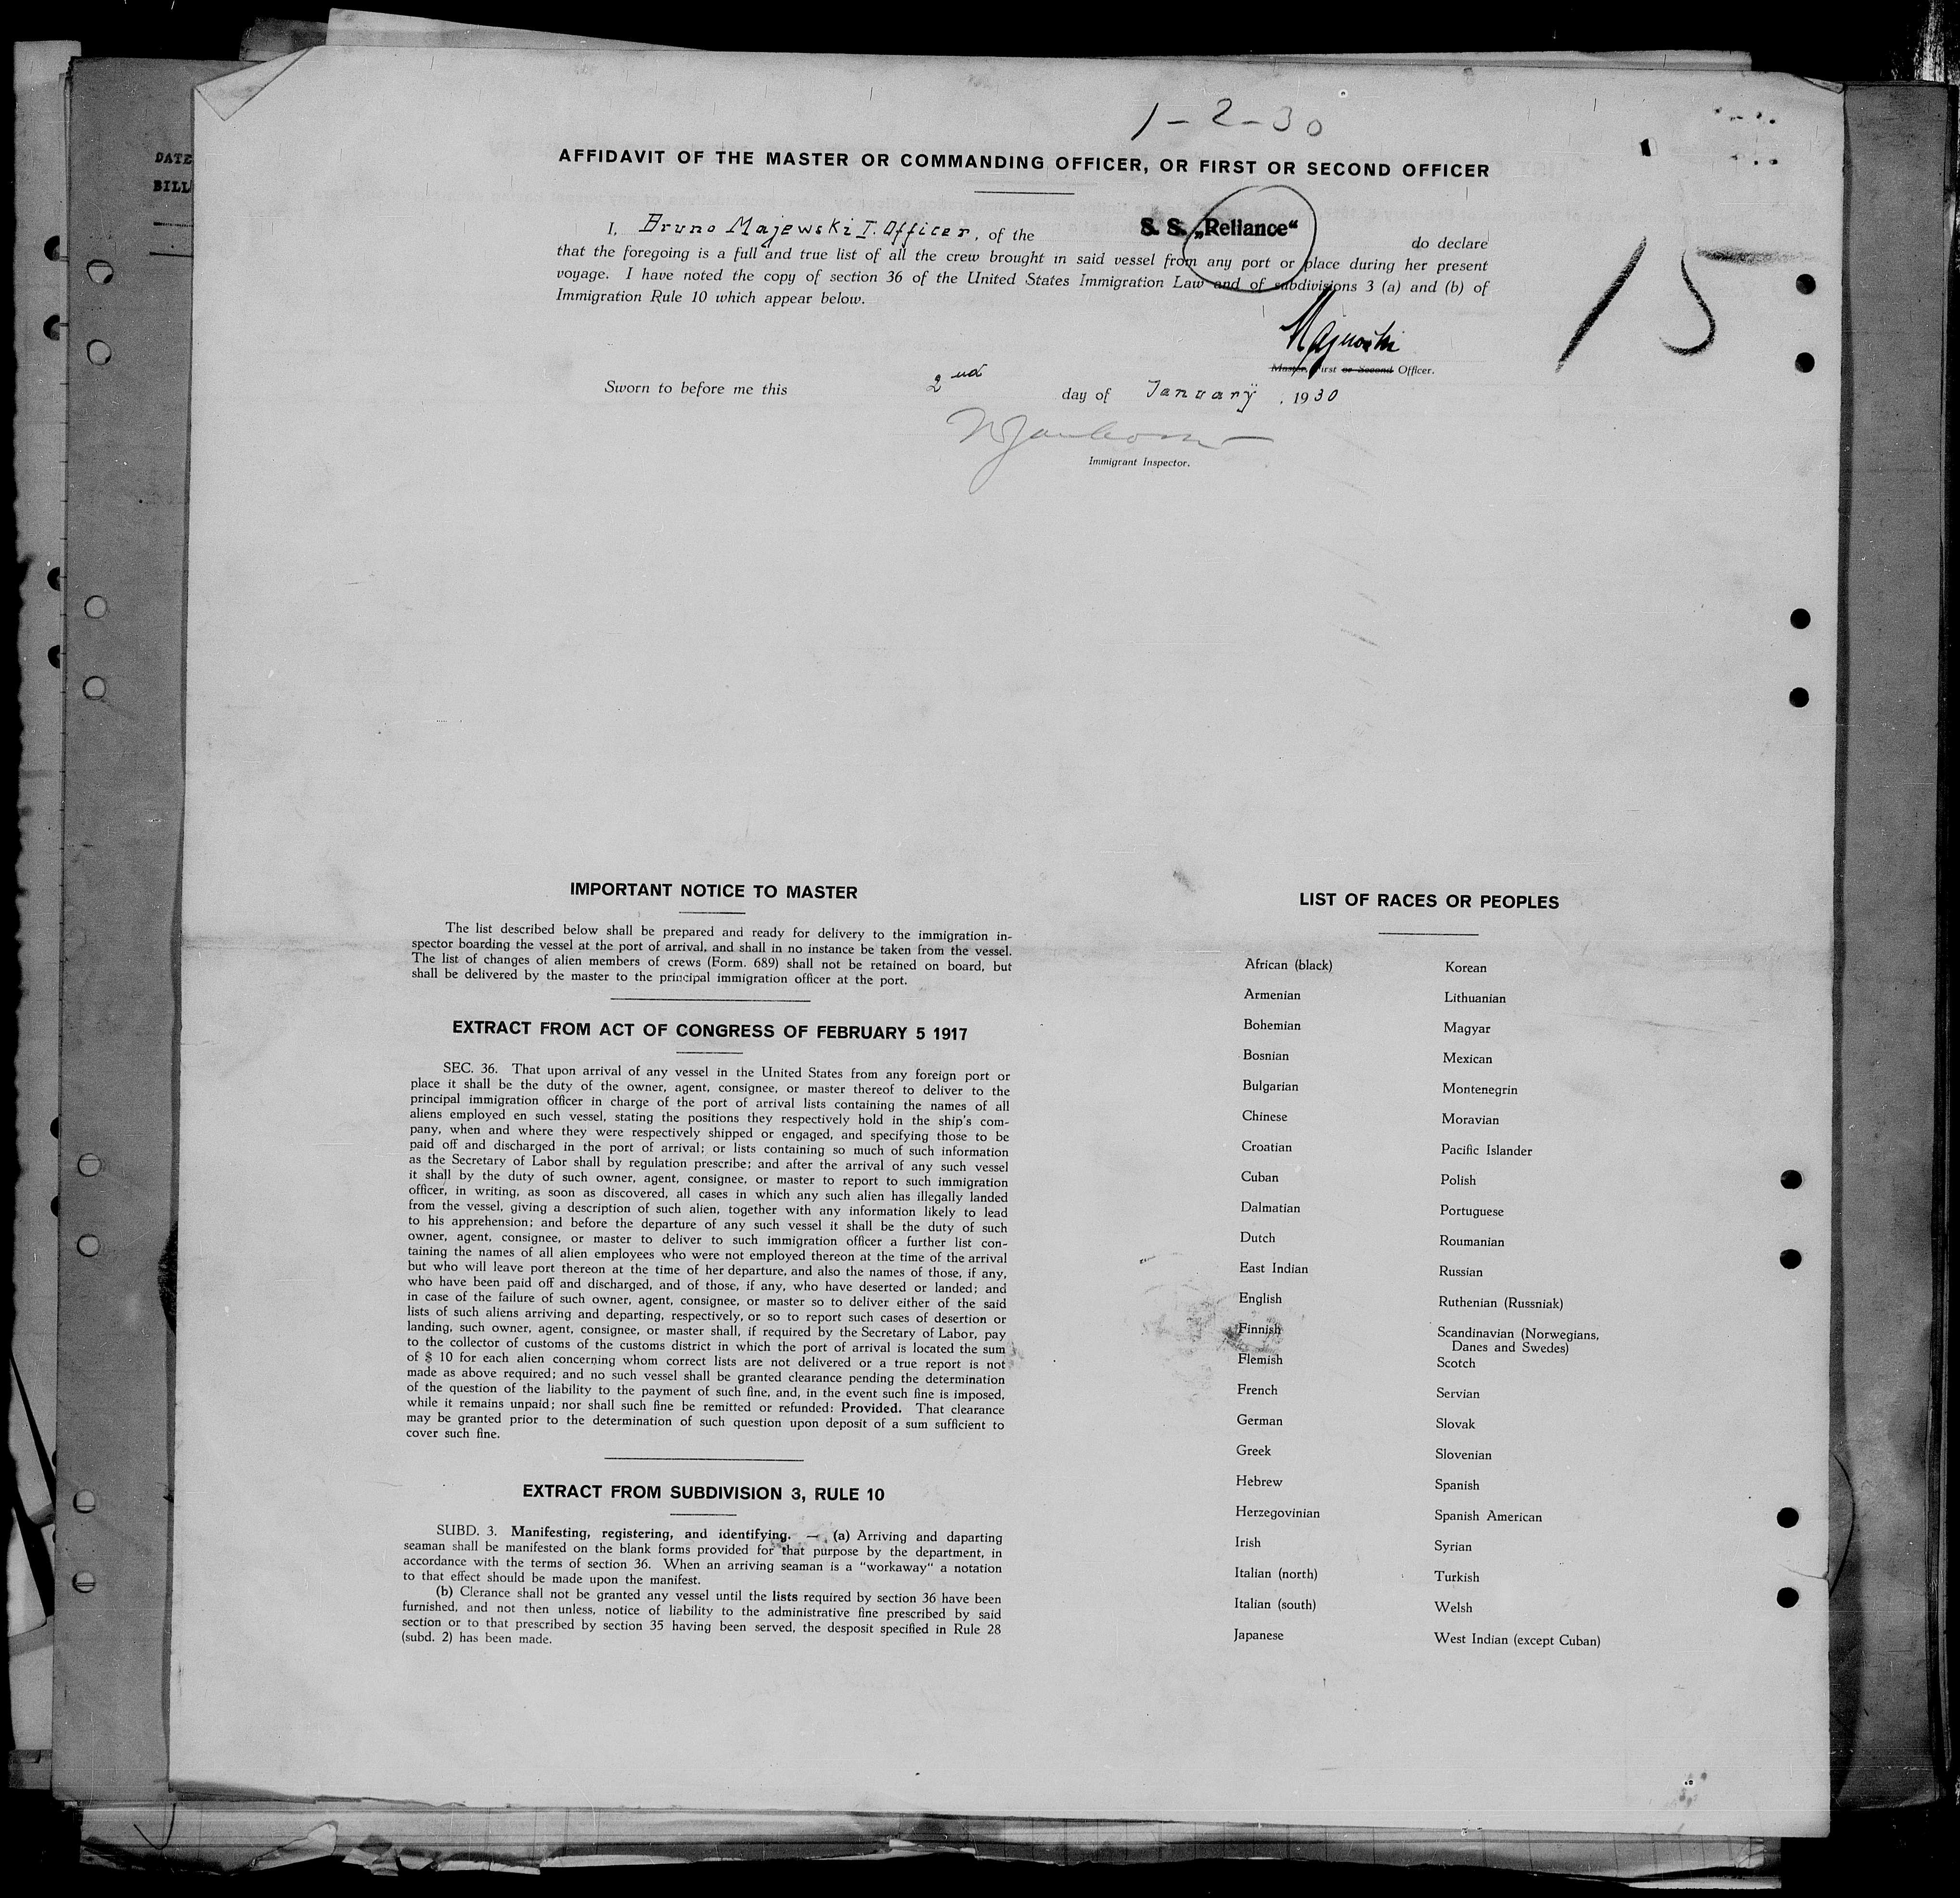 1-2-30
DATE
BILL
AFFIDAVIT OF THE MASTER OR COMMANDING OFFICER, OR FIRST OR SECOND OFFICER
I, Bruno Majewski I. Officer, of the S. S. „Reliance“ do declare
that the foregoing is a full and true list of all the crew brought in said vessel from any port or place during her present
voyage. I have noted the copy of section 36 of the United States Immigration Law and of subdivisions 3 (a) and (b) of
Immigration Rule 10 which appear below.
15
Majewski
Master, First or Second Officer.
Sworn to before me this 2nd day of January, 1930
Immigrant Inspector.
IMPORTANT NOTICE TO MASTER
The list described below shall be prepared and ready for delivery to the immigration in-
spector boarding the vessel at the port of arrival, and shall in no instance be taken from the vessel.
The list of changes of alien members of crews (Form. 689) shall not be retained on board, but
shall be delivered by the master to the principal immigration officer at the port.
EXTRACT FROM ACT OF CONGRESS OF FEBRUARY 5 1917
SEC. 36. That upon arrival of any vessel in the United States from any foreign port or
place it shall be the duty of the owner, agent, consignee, or master thereof to deliver to the
principal immigration officer in charge of the port of arrival lists containing the names of all
aliens employed en such vessel, stating the positions they respectively hold in the ship's com-
pany, when and where they were respectively shipped or engaged, and specifying those to be
paid off and discharged in the port of arrival; or lists containing so much of such information
as the Secretary of Labor shall by regulation prescribe; and after the arrival of any such vessel
it shall by the duty of such owner, agent, consignee, or master to report to such immigration
officer, in writing, as soon as discovered, all cases in which any such alien has illegally landed
from the vessel, giving a description of such alien, together with any information likely to lead
to his apprehension; and before the departure of any such vessel it shall be the duty of such
owner, agent, consignee, or master to deliver to such immigration officer a further list con-
taining the names of all alien employees who were not employed thereon at the time of the arrival
but who will leave port thereon at the time of her departure, and also the names of those, if any,
who have been paid off and discharged, and of those, if any, who have deserted or landed; and
in case of the failure of such owner, agent, consignee, or master so to deliver either of the said
lists of such aliens arriving and departing, respectively, or so to report such cases of desertion or
landing, such owner, agent, consignee, or master shall, if required by the Secretary of Labor, pay
to the collector of customs of the customs district in which the port of arrival is located the sum
of $ 10 for each alien concerning whom correct lists are not delivered or a true report is not
made as above required; and no such vessel shall be granted clearance pending the determination
of the question of the liability to the payment of such fine, and, in the event such fine is imposed,
while it remains unpaid; nor shall such fine be remitted or refunded: Provided. That clearance
may be granted prior to the determination of such question upon deposit of a sum sufficient to
cover such fine.
EXTRACT FROM SUBDIVISION 3, RULE 10
SUBD. 3. Manifesting, registering, and identifying. — (a) Arriving and daparting
seaman shall be manifested on the blank forms provided for that purpose by the department, in
accordance with the terms of section 36. When an arriving seaman is a "workaway" a notation
to that effect should be made upon the manifest.
(b) Clerance shall not be granted any vessel until the lists required by section 36 have been
furnished, and not then unless, notice of liability to the administrative fine prescribed by said
section or to that prescribed by section 35 having been served, the desposit specified in Rule 28
(subd. 2) has been made.
LIST OF RACES OR PEOPLES
African (black)
Armenian
Bohemian
Bosnian
Bulgarian
Chinese
Croatian
Cuban
Dalmatian
Dutch
East Indian
English
Finnish
Flemish
French
German
Greek
Hebrew
Herzegovinian
Irish
Italian (north)
Italian (south)
Japanese
Korean
Lithuanian
Magyar
Mexican
Montenegrin
Moravian
Pacific Islander
Polish
Portuguese
Roumanian
Russian
Ruthenian (Russniak)
Scandinavian (Norwegians,
Danes and Swedes)
Scotch
Servian
Slovak
Slovenian
Spanish
Spanish American
Syrian
Turkish
Welsh
West Indian (except Cuban)